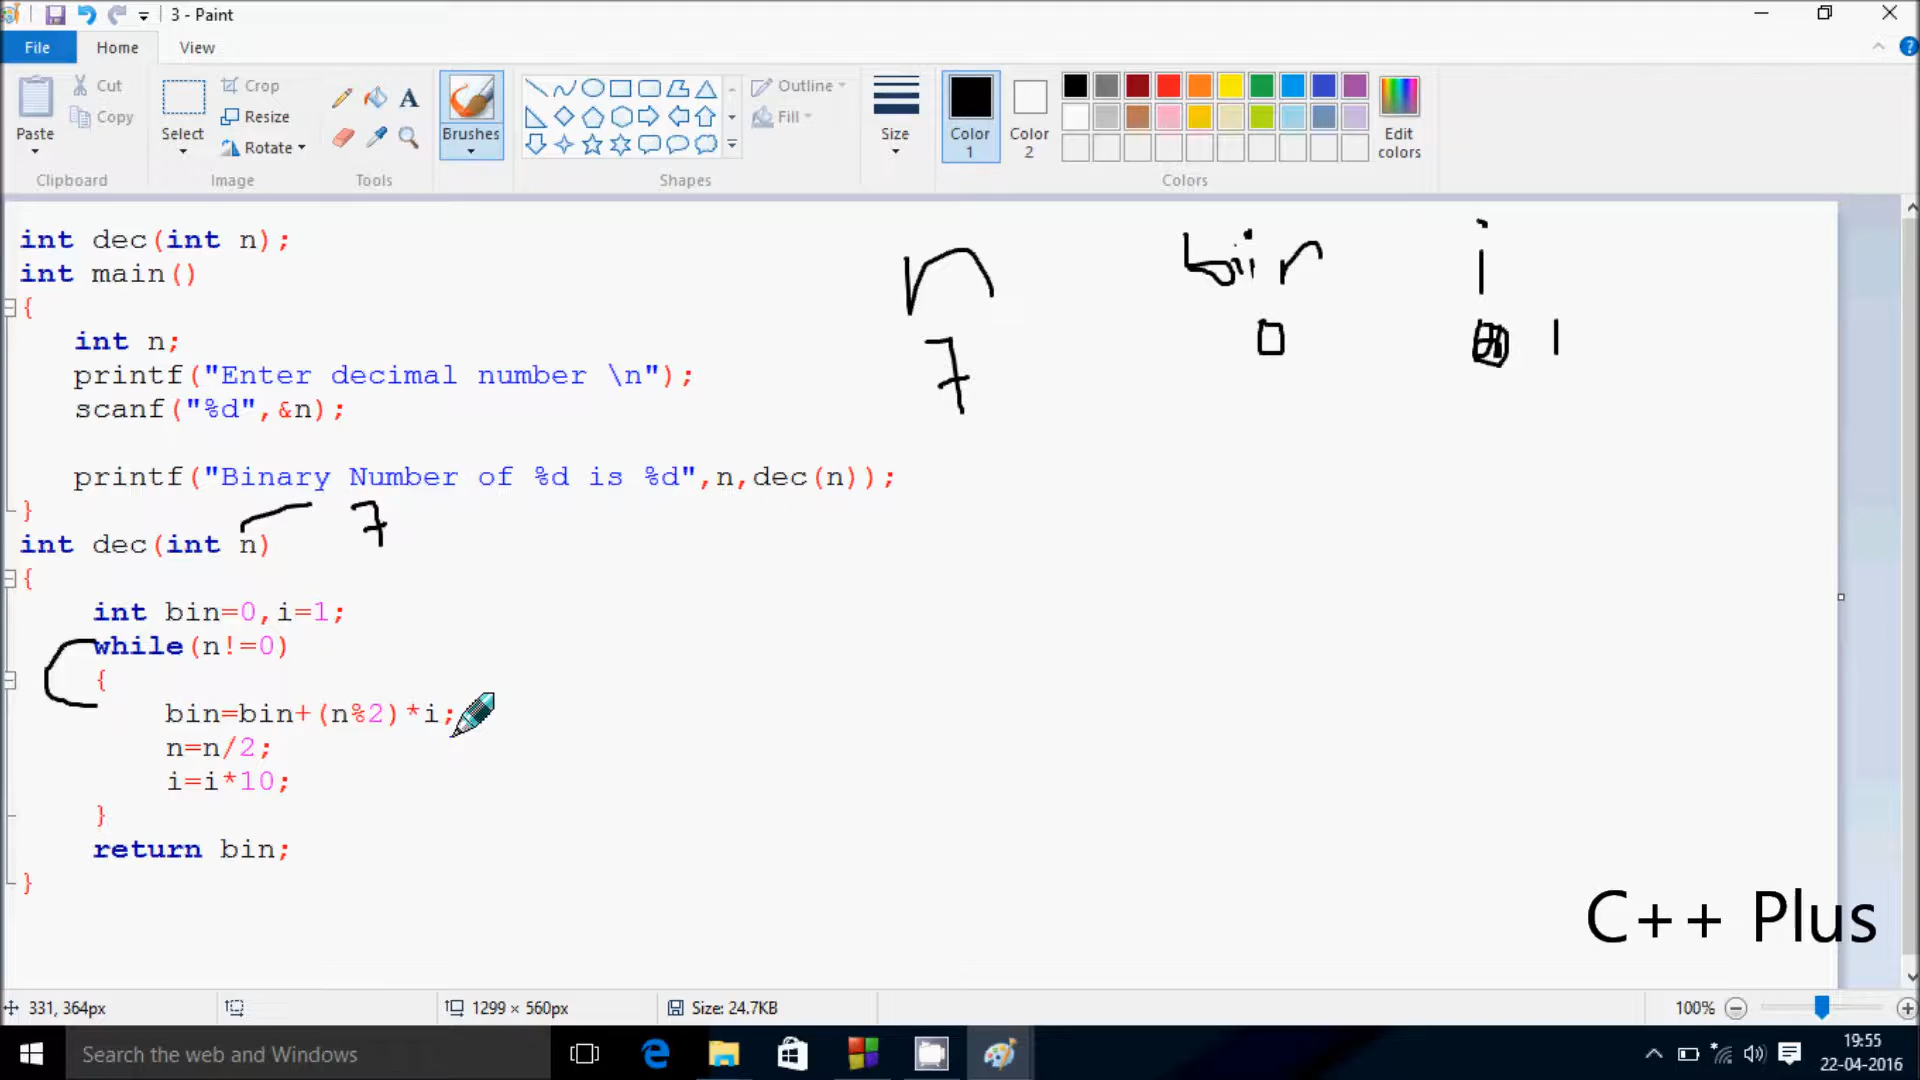 3 - Paint
File Home View
Paste Cut Copy Clipboard
Select Crop Resize Rotate Image
A Tools
Brushes
Outline Fill Shapes
Size
Color 1 Color 2 Edit colors Colors
int dec(int n);
int main()
{
int n;
printf("Enter decimal number \n");
scanf("%d",&n);
printf("Binary Number of %d is %d",n,dec(n));
}
7
int dec(int n)
{
int bin=0,i=1;
while(n!=0)
{
bin=bin+(n%2)*i;
n=n/2;
i=i*10;
}
return bin;
}
n bin i
7 0 1
C++ Plus
331, 364px 1299 × 560px Size: 24.7KB 100%
Search the web and Windows
19:55
22-04-2016